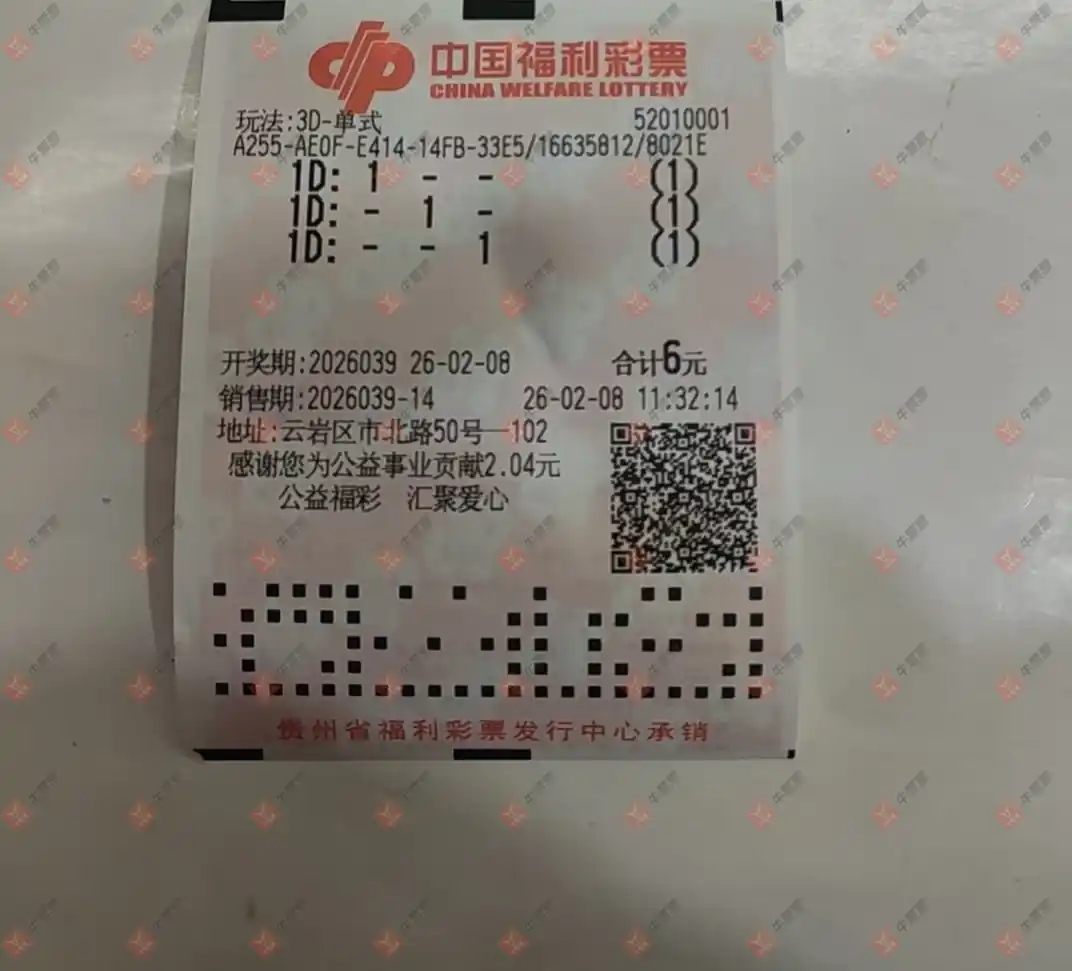 中国福利彩票
CHINA WELFARE LOTTERY
玩法:3D-单式 52010001
A255-AE0F-E414-14FB-33E5/16635812/8021E
1D: 1 - - (1)
1D: - 1 - (1)
1D: - - 1 (1)
开奖期:2026039 26-02-08 合计6元
销售期:2026039-14 26-02-08 11:32:14
地址:云岩区市北路50号一102
感谢您为公益事业贡献2.04元
公益福彩 汇聚爱心
贵州省福利彩票发行中心承销